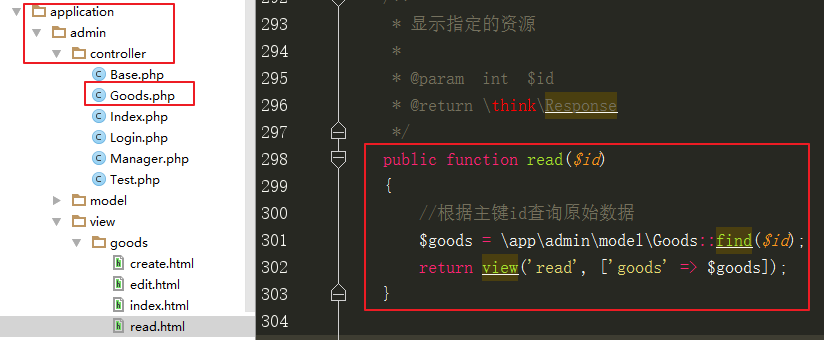 application
admin
controller
Base.php
Goods.php
Index.php
Login.php
Manager.php
Test.php
model
view
goods
create.html
edit.html
index.html
read.html
293 * 显示指定的资源
294 *
295 * @param int $id
296 * @return \think\Response
297 */
298 public function read($id)
299 {
300 //根据主键id查询原始数据
301 $goods = \app\admin\model\Goods::find($id);
302 return view('read', ['goods' => $goods]);
303 }
304